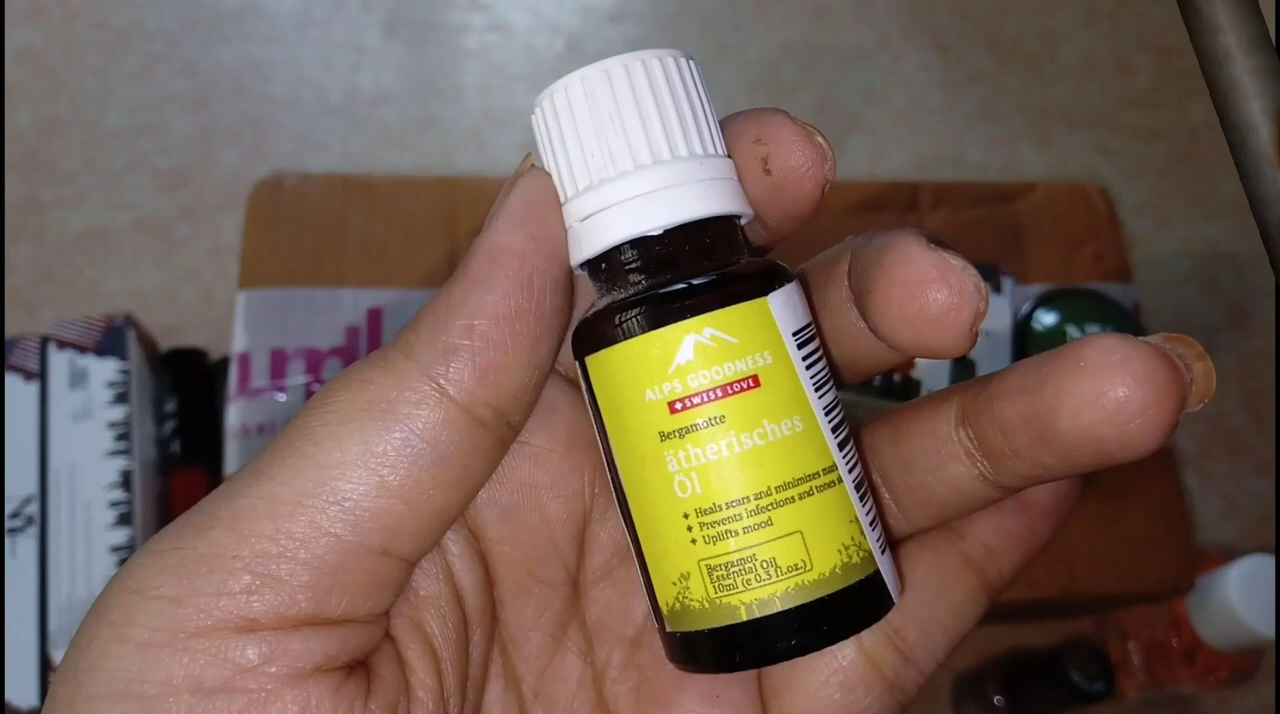 ALPS GOODNESS
SWISS LOVE
Bergamotte
ätherisches
Öl
Heals scars and minimizes
Prevents infections and tones
Uplifts mood
Bergamot
Essential Oil
10ml (e 0.3 fl.oz.)